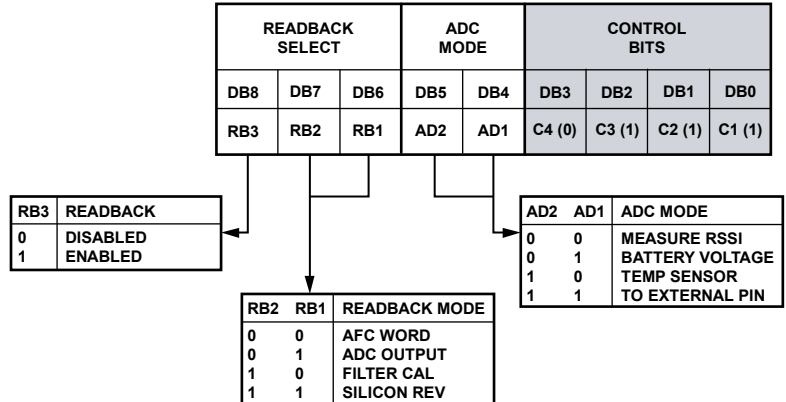 READBACK SELECT ADC MODE CONTROL BITS
DB8 DB7 DB6 DB5 DB4 DB3 DB2 DB1 DB0
RB3 RB2 RB1 AD2 AD1 C4 (0) C3 (1) C2 (1) C1 (1)
RB3 READBACK
0 DISABLED
1 ENABLED
AD2 AD1 ADC MODE
0 0 MEASURE RSSI
0 1 BATTERY VOLTAGE
1 0 TEMP SENSOR
1 1 TO EXTERNAL PIN
RB2 RB1 READBACK MODE
0 0 AFC WORD
0 1 ADC OUTPUT
1 0 FILTER CAL
1 1 SILICON REV